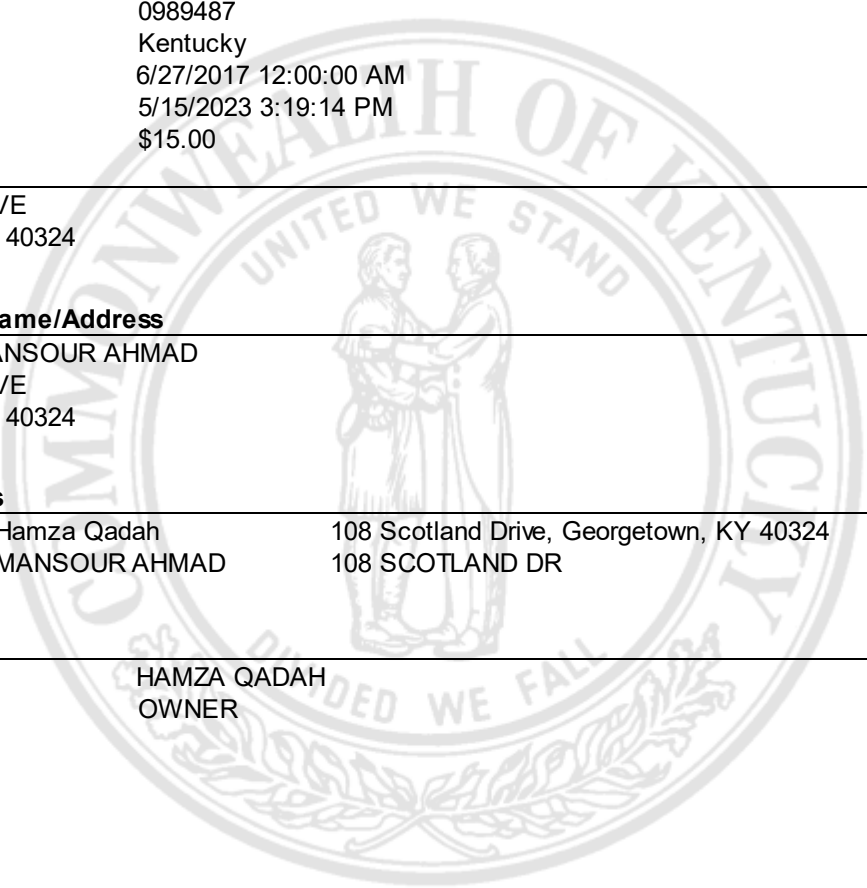 0989487
Kentucky
6/27/2017 12:00:00 AM
5/15/2023 3:19:14 PM
$15.00
VE
40324
ame/Address
ANSOUR AHMAD
VE
40324
s
Hamza Qadah 108 Scotland Drive, Georgetown, KY 40324
MANSOUR AHMAD 108 SCOTLAND DR
HAMZA QADAH
OWNER
COMMONWEALTH OF KENTUCKY
UNITED WE STAND
DIVIDED WE FALL